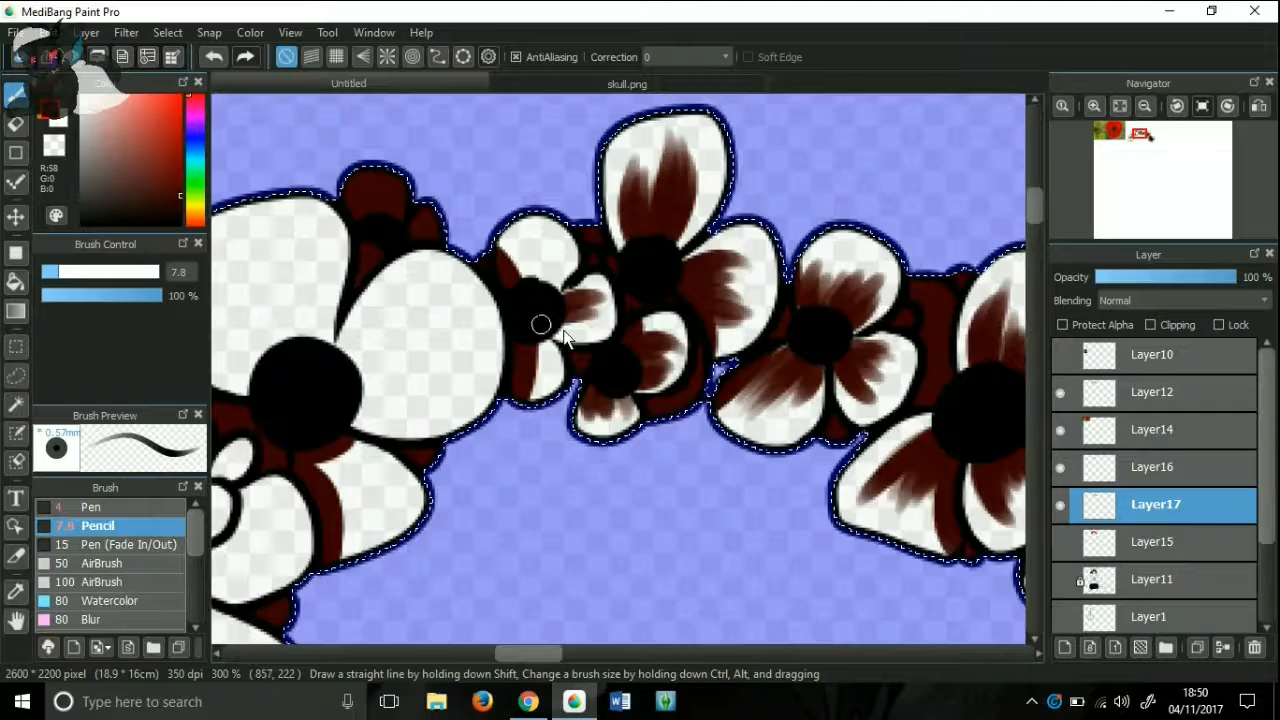 MediBang Paint Pro
File Layer Filter Select Snap Color View Tool Window Help
AntiAliasing Correction 0 Soft Edge
Untitled skull.png
R:58
G:0
B:0
Brush Control
7.8
100 %
Brush Preview
* 0.57mm
Brush
4 Pen
7.8 Pencil
15 Pen (Fade In/Out)
50 AirBrush
100 AirBrush
80 Watercolor
80 Blur
Navigator
Layer
Opacity 100 %
Blending Normal
Protect Alpha Clipping Lock
Layer10
Layer12
Layer14
Layer16
Layer17
Layer15
Layer11
Layer1
2600 * 2200 pixel (18.9 * 16cm) 350 dpi 300 % ( 857, 222 ) Draw a straight line by holding down Shift, Change a brush size by holding down Ctrl, Alt, and dragging
Type here to search
18:50
04/11/2017